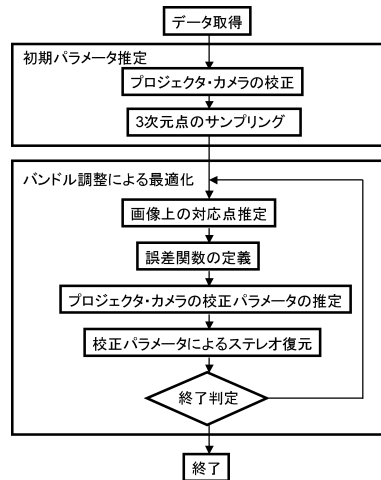 データ取得
初期パラメータ推定
プロジェクタ・カメラの校正
3次元点のサンプリング
バンドル調整による最適化
画像上の対応点推定
誤差関数の定義
プロジェクタ・カメラの校正パラメータの推定
校正パラメータによるステレオ復元
終了判定
終了